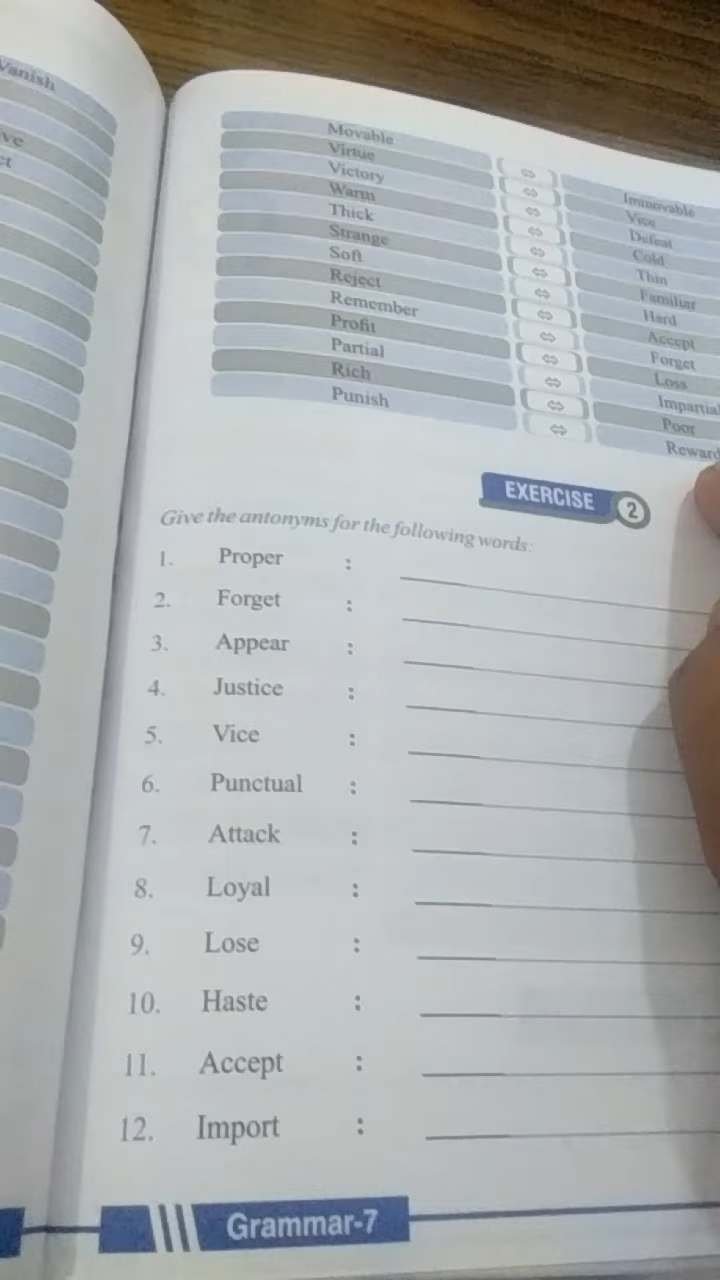 Vanish
ve
ct
Movable ⇔ Immovable
Virtue ⇔ Vice
Victory ⇔ Defeat
Warm ⇔ Cold
Thick ⇔ Thin
Strange ⇔ Familiar
Soft ⇔ Hard
Reject ⇔ Accept
Remember ⇔ Forget
Profit ⇔ Loss
Partial ⇔ Impartial
Rich ⇔ Poor
Punish ⇔ Reward
EXERCISE 2
Give the antonyms for the following words:
1. Proper :
2. Forget :
3. Appear :
4. Justice :
5. Vice :
6. Punctual :
7. Attack :
8. Loyal :
9. Lose :
10. Haste :
11. Accept :
12. Import :
Grammar-7